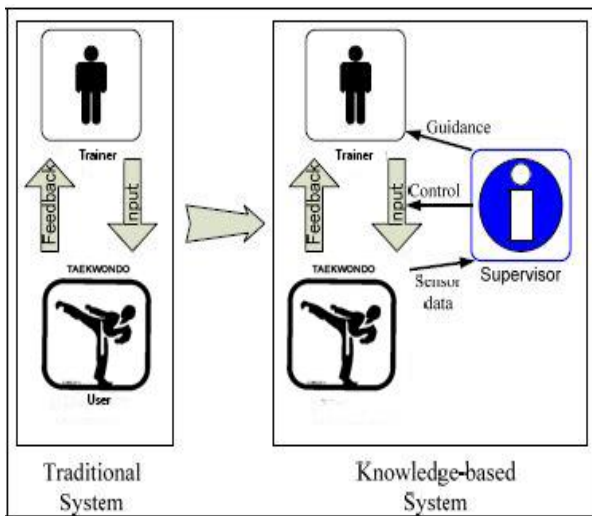 Trainer
Feedback
Input
TAEKWONDO
User
Traditional
System
Trainer
Feedback
Input
TAEKWONDO
Guidance
Control
Sensor
data
Supervisor
Knowledge-based
System